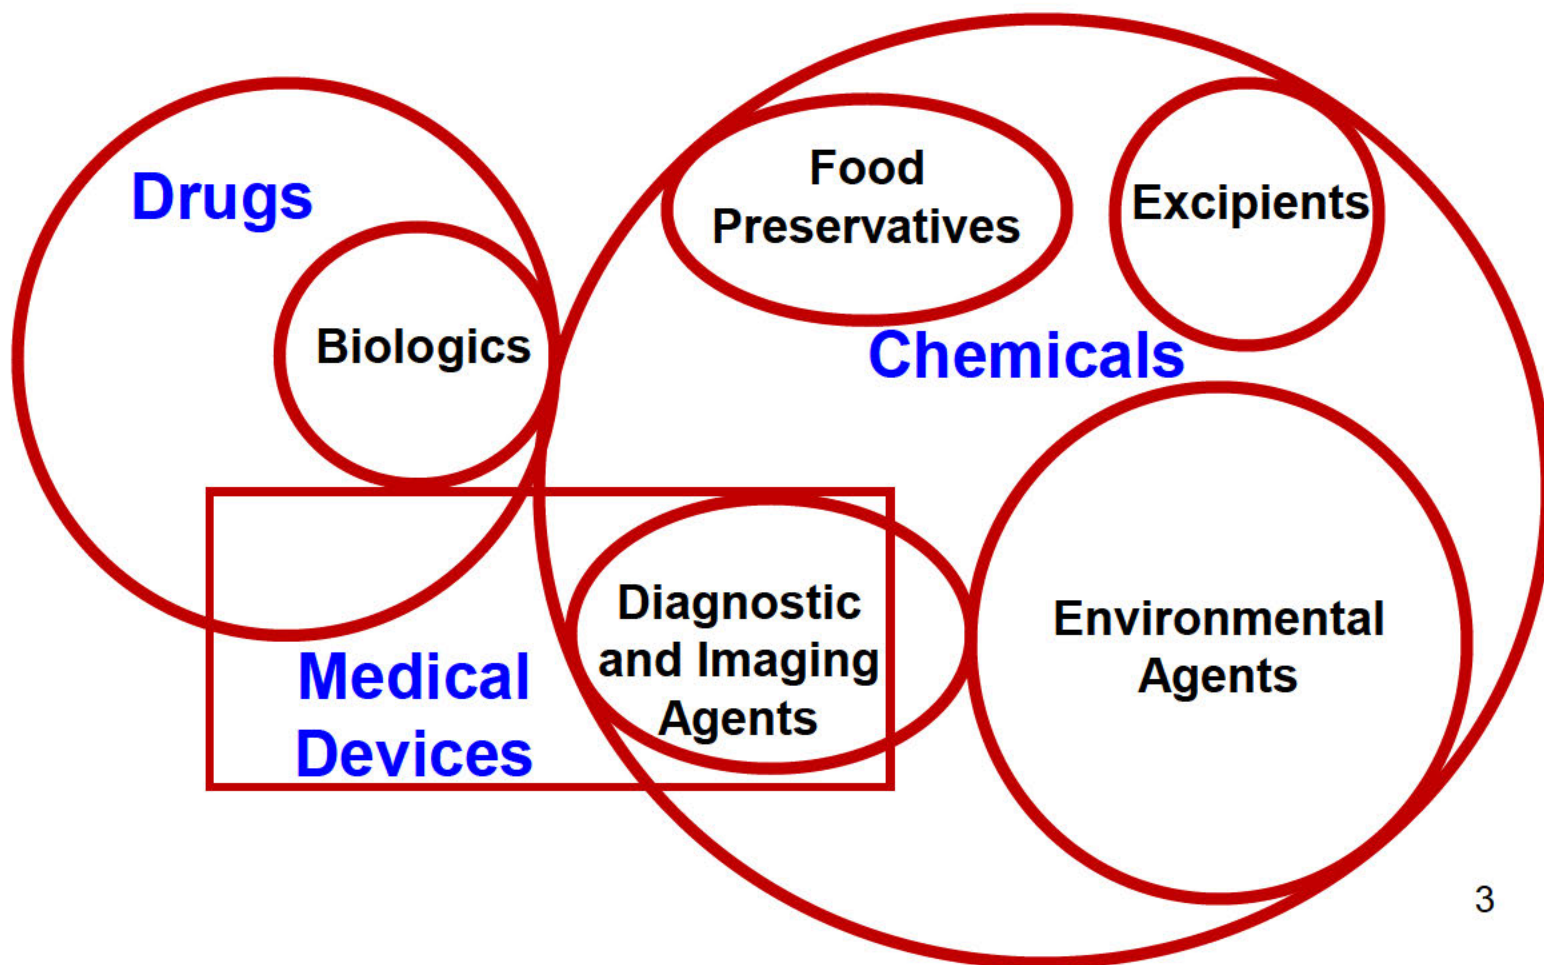 Drugs
Biologics
Food
Preservatives
Excipients
Chemicals
Medical
Devices
Diagnostic
and Imaging
Agents
Environmental
Agents
3